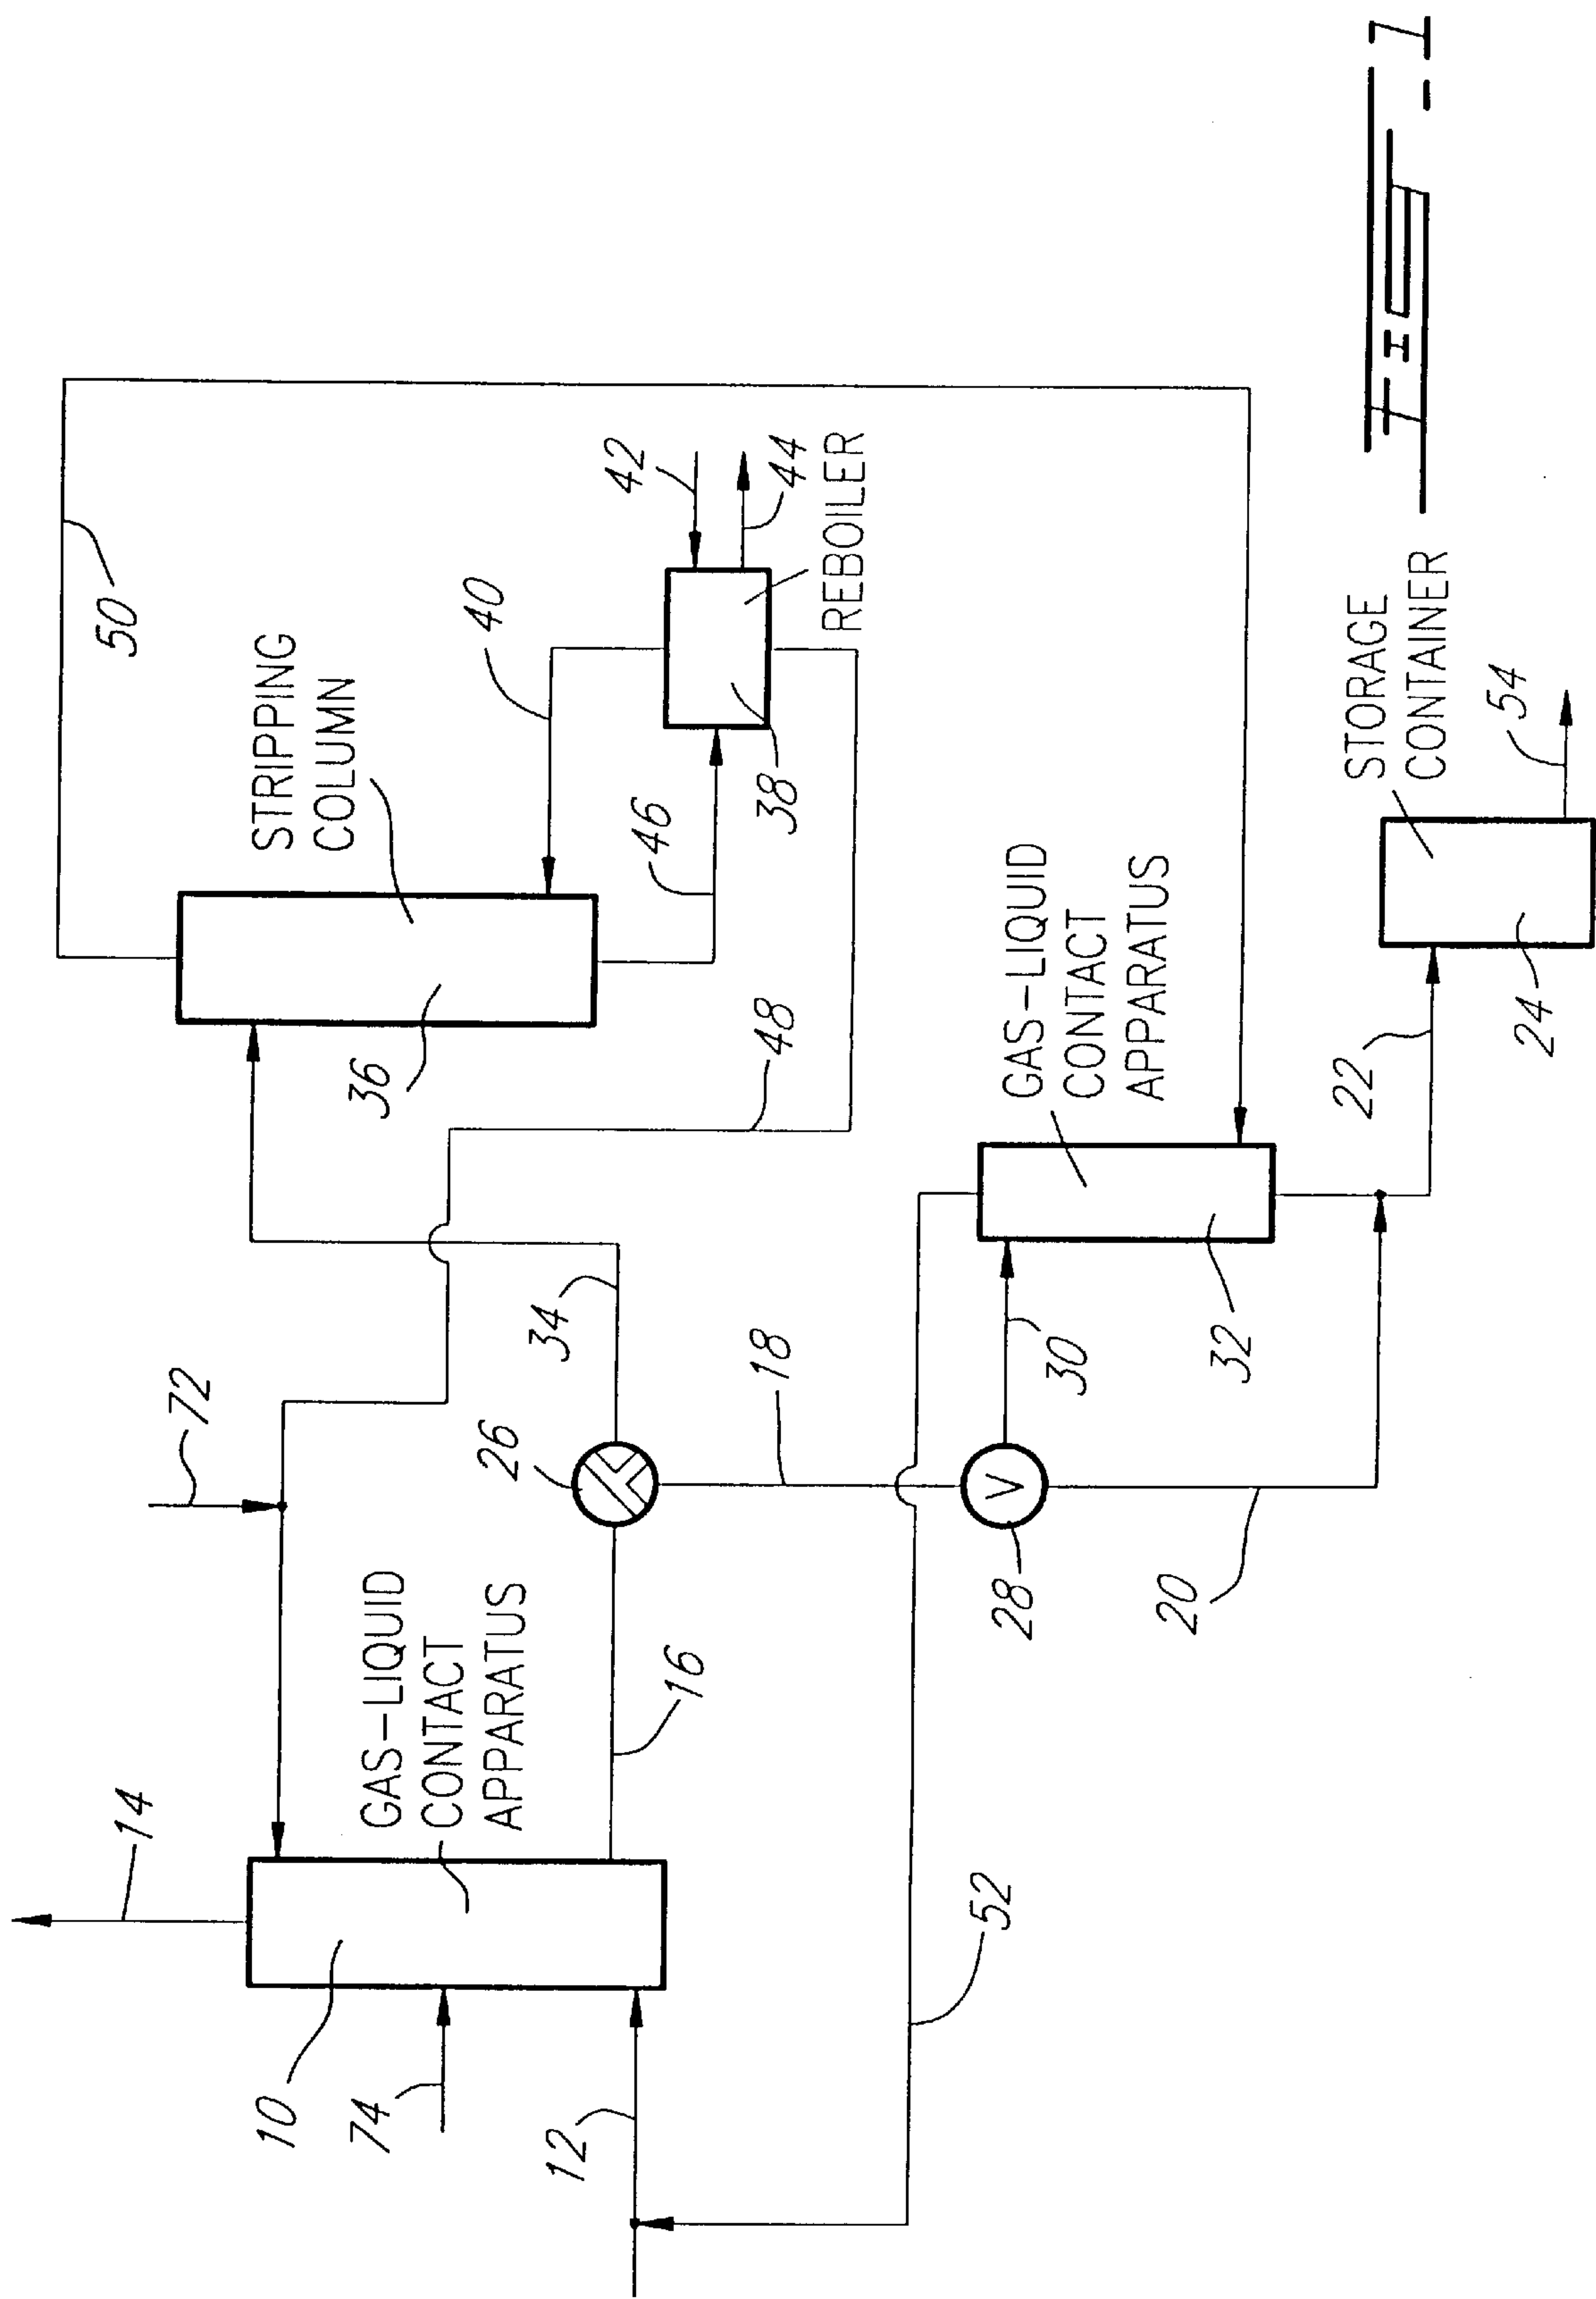 50
STRIPPING
COLUMN
40
42
44
REBOILER
36
46
38
48
72
34
26
14
GAS-LIQUID
CONTACT
APPARATUS
16
18
10
74
12
52
GAS-LIQUID
CONTACT
APPARATUS
30
32
V
28
20
STORAGE
CONTAINER
54
22
24
Fig-1